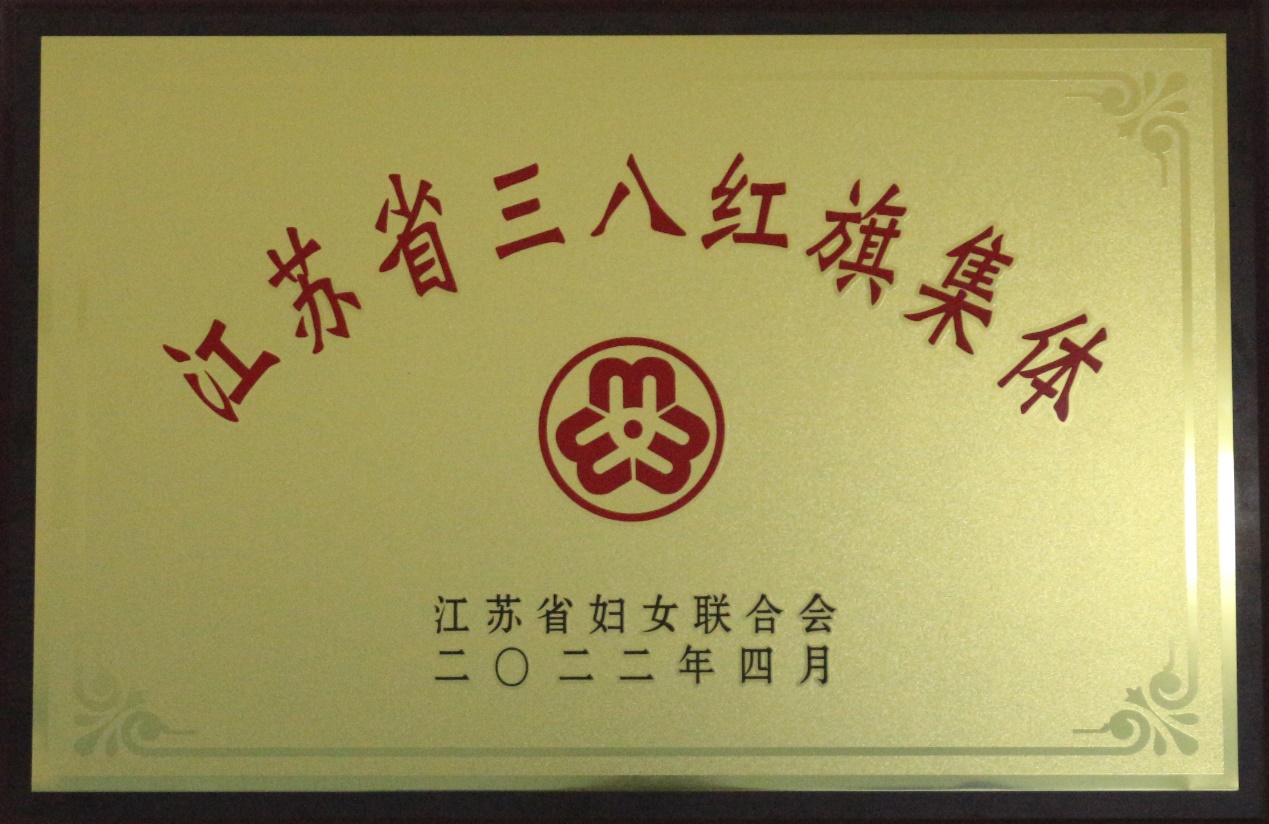 江苏省三八红旗集体
江苏省妇女联合会
二〇二二年四月